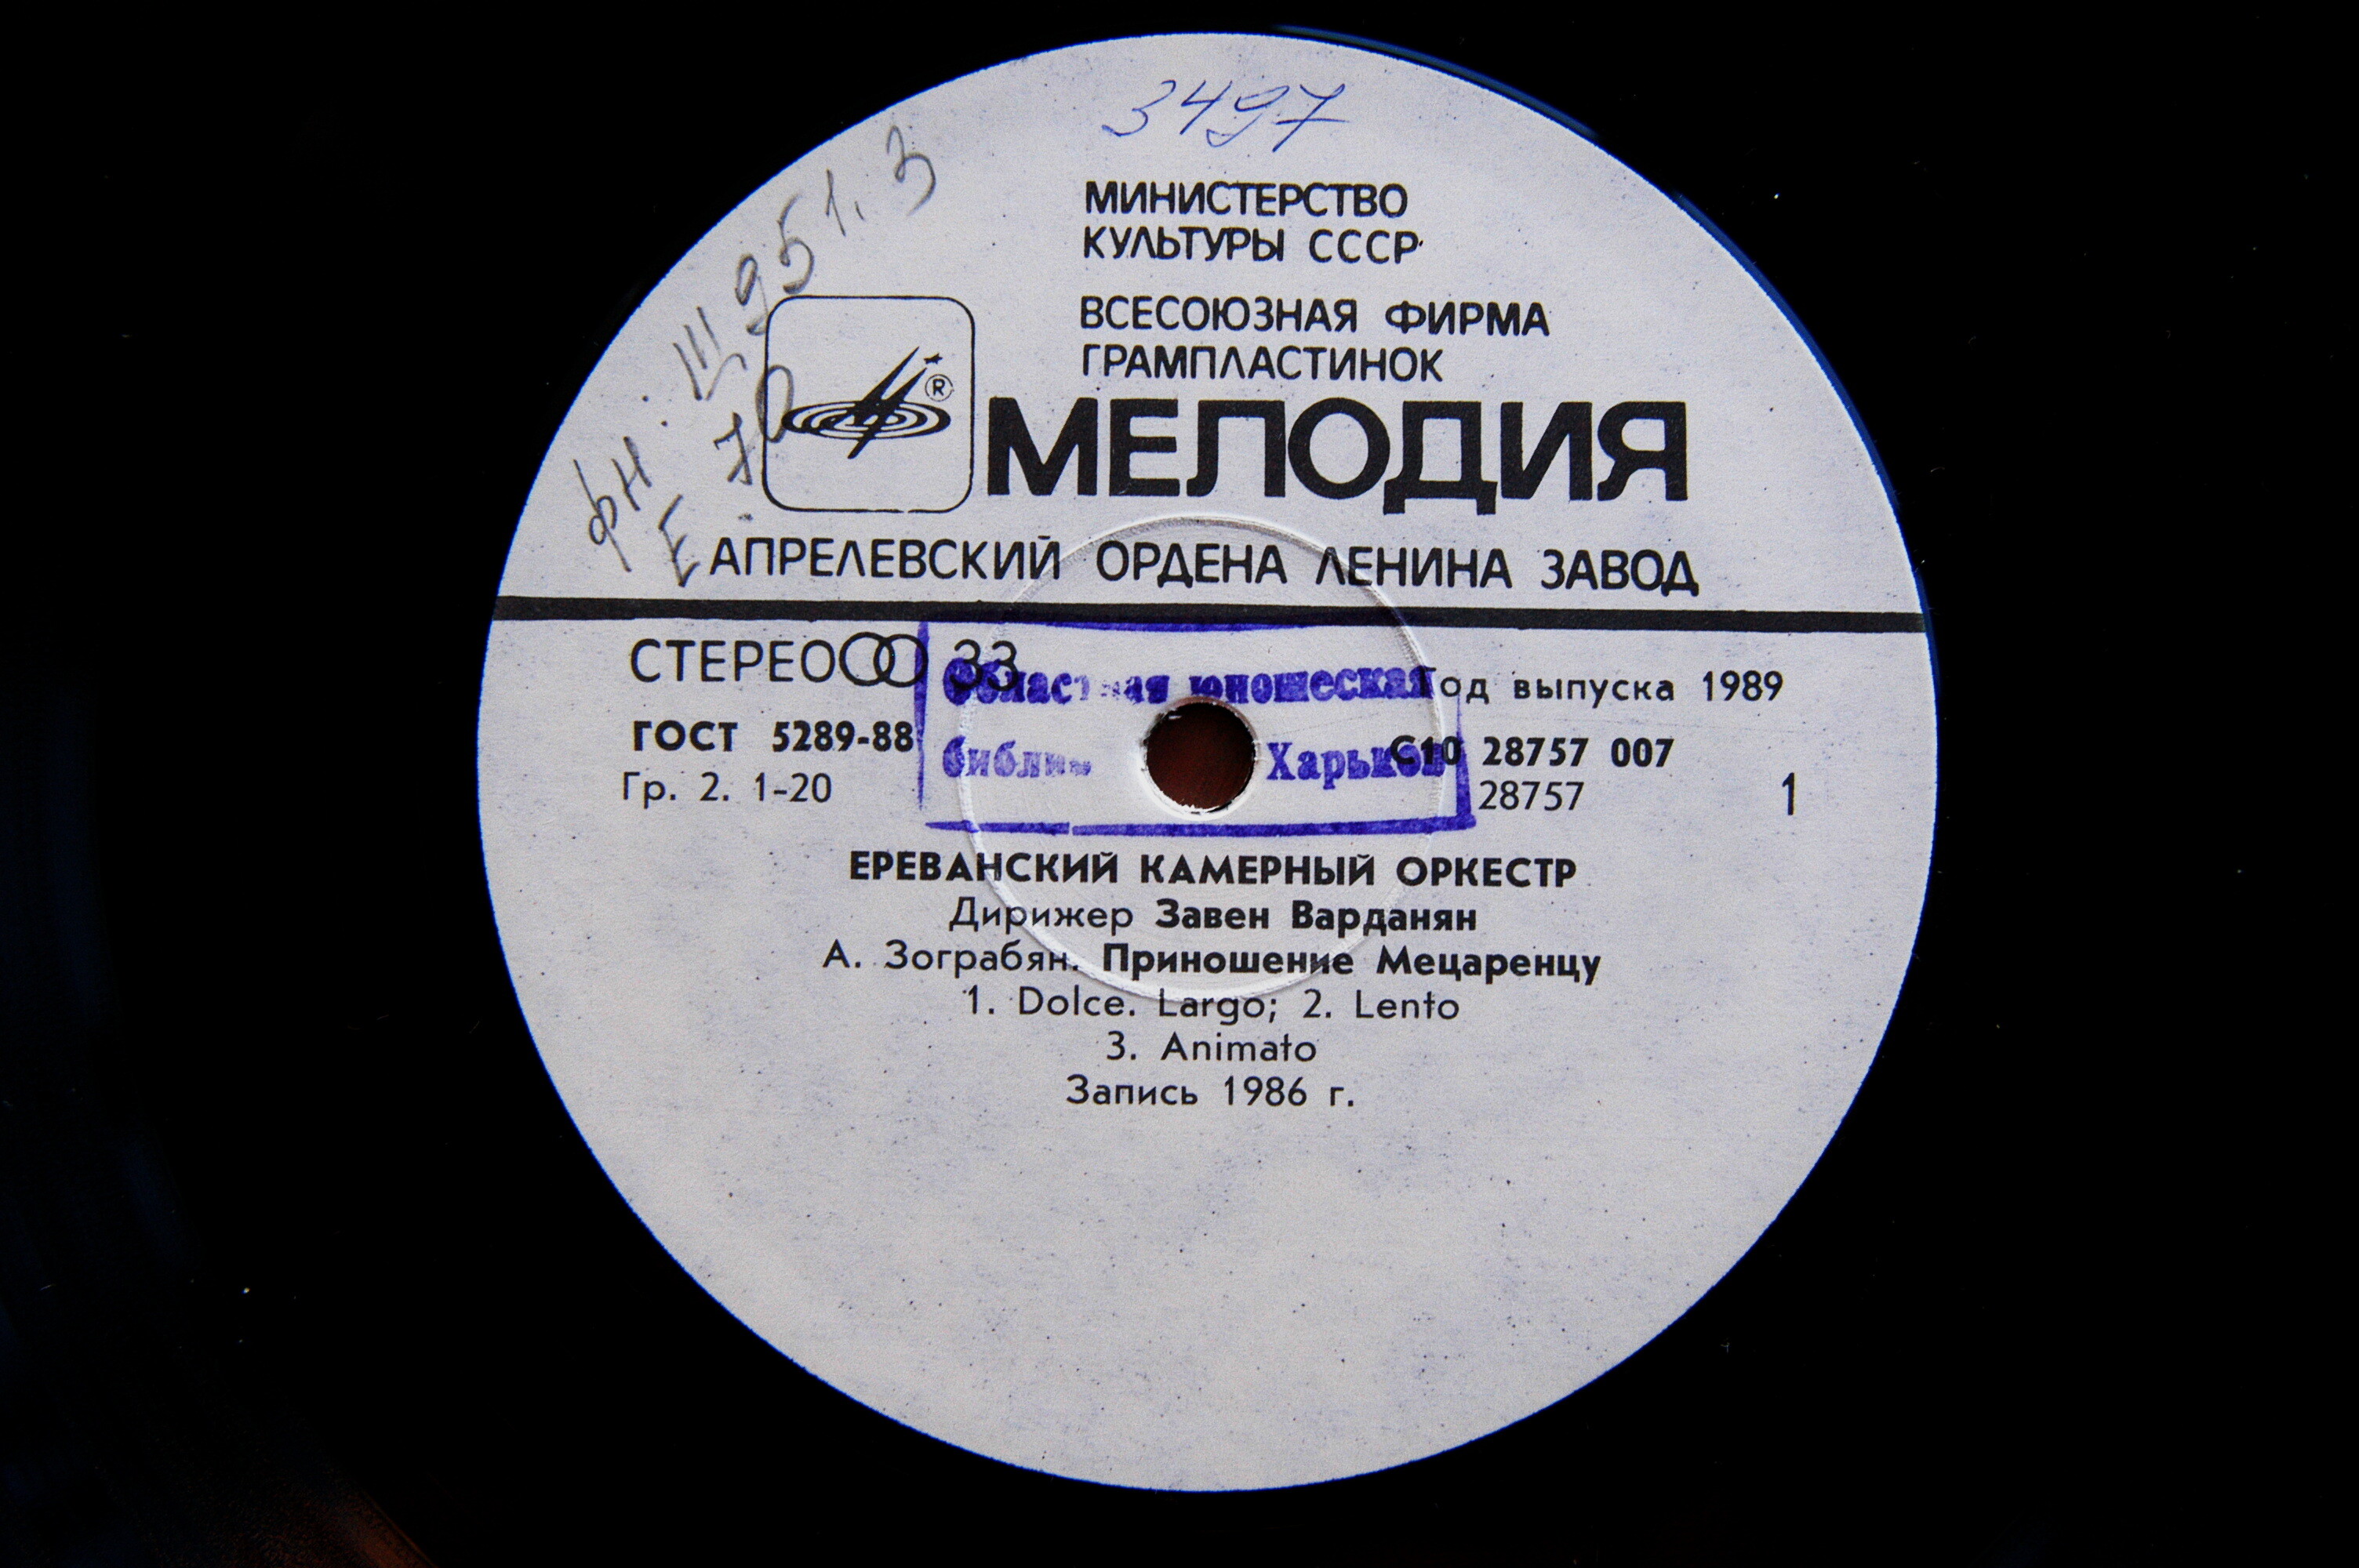 3497
МИНИСТЕРСТВО
КУЛЬТУРЫ СССР
ВСЕСОЮЗНАЯ ФИРМА
ГРАМПЛАСТИНОК
МЕЛОДИЯ
®
фн. Щ951.3
Е 70
АПРЕЛЕВСКИЙ ОРДЕНА ЛЕНИНА ЗАВОД
СТЕРЕО 33
Год выпуска 1989
ГОСТ 5289-88
С10 28757 007
Гр. 2. 1-20
28757
1
юношеская
Харьков
ЕРЕВАНСКИЙ КАМЕРНЫЙ ОРКЕСТР
Дирижер Завен Варданян
А. Зограбян. Приношение Мецаренцу
1. Dolce. Largo; 2. Lento
3. Animato
Запись 1986 г.